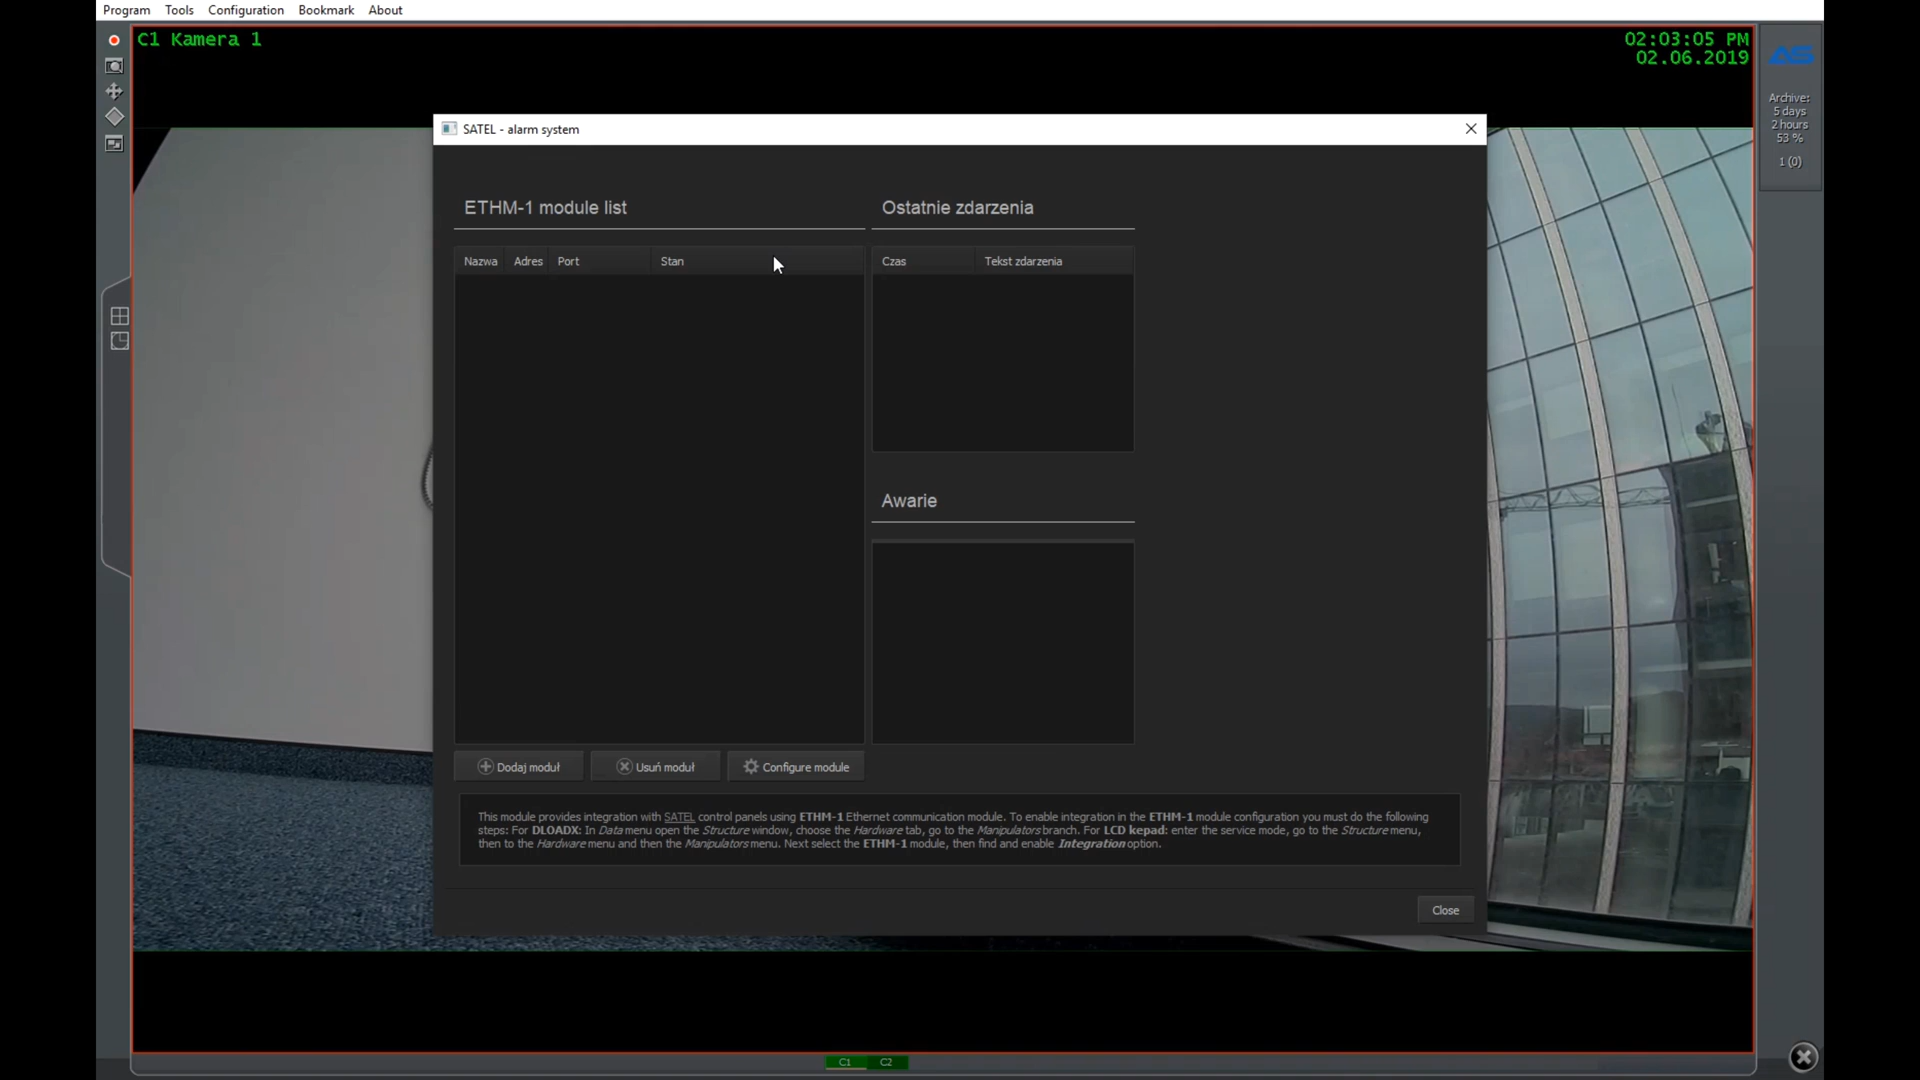 Program Tools Configuration Bookmark About
C1 Kamera 1
02:03:05 PM
02.06.2019
AS
Archive:
5 days
2 hours
53 %
1 (0)
SATEL - alarm system
ETHM-1 module list
Ostatnie zdarzenia
Nazwa Adres Port Stan
Czas Tekst zdarzenia
Awarie
Dodaj moduł Usuń moduł Configure module
This module provides integration with SATEL control panels using ETHM-1 Ethernet communication module. To enable integration in the ETHM-1 module configuration you must do the following
steps: For DLOADX: In Data menu open the Structure window, choose the Hardware tab, go to the Manipulators branch. For LCD kepad: enter the service mode, go to the Structure menu,
then to the Hardware menu and then the Manipulators menu. Next select the ETHM-1 module, then find and enable Integration option.
Close
C1 C2